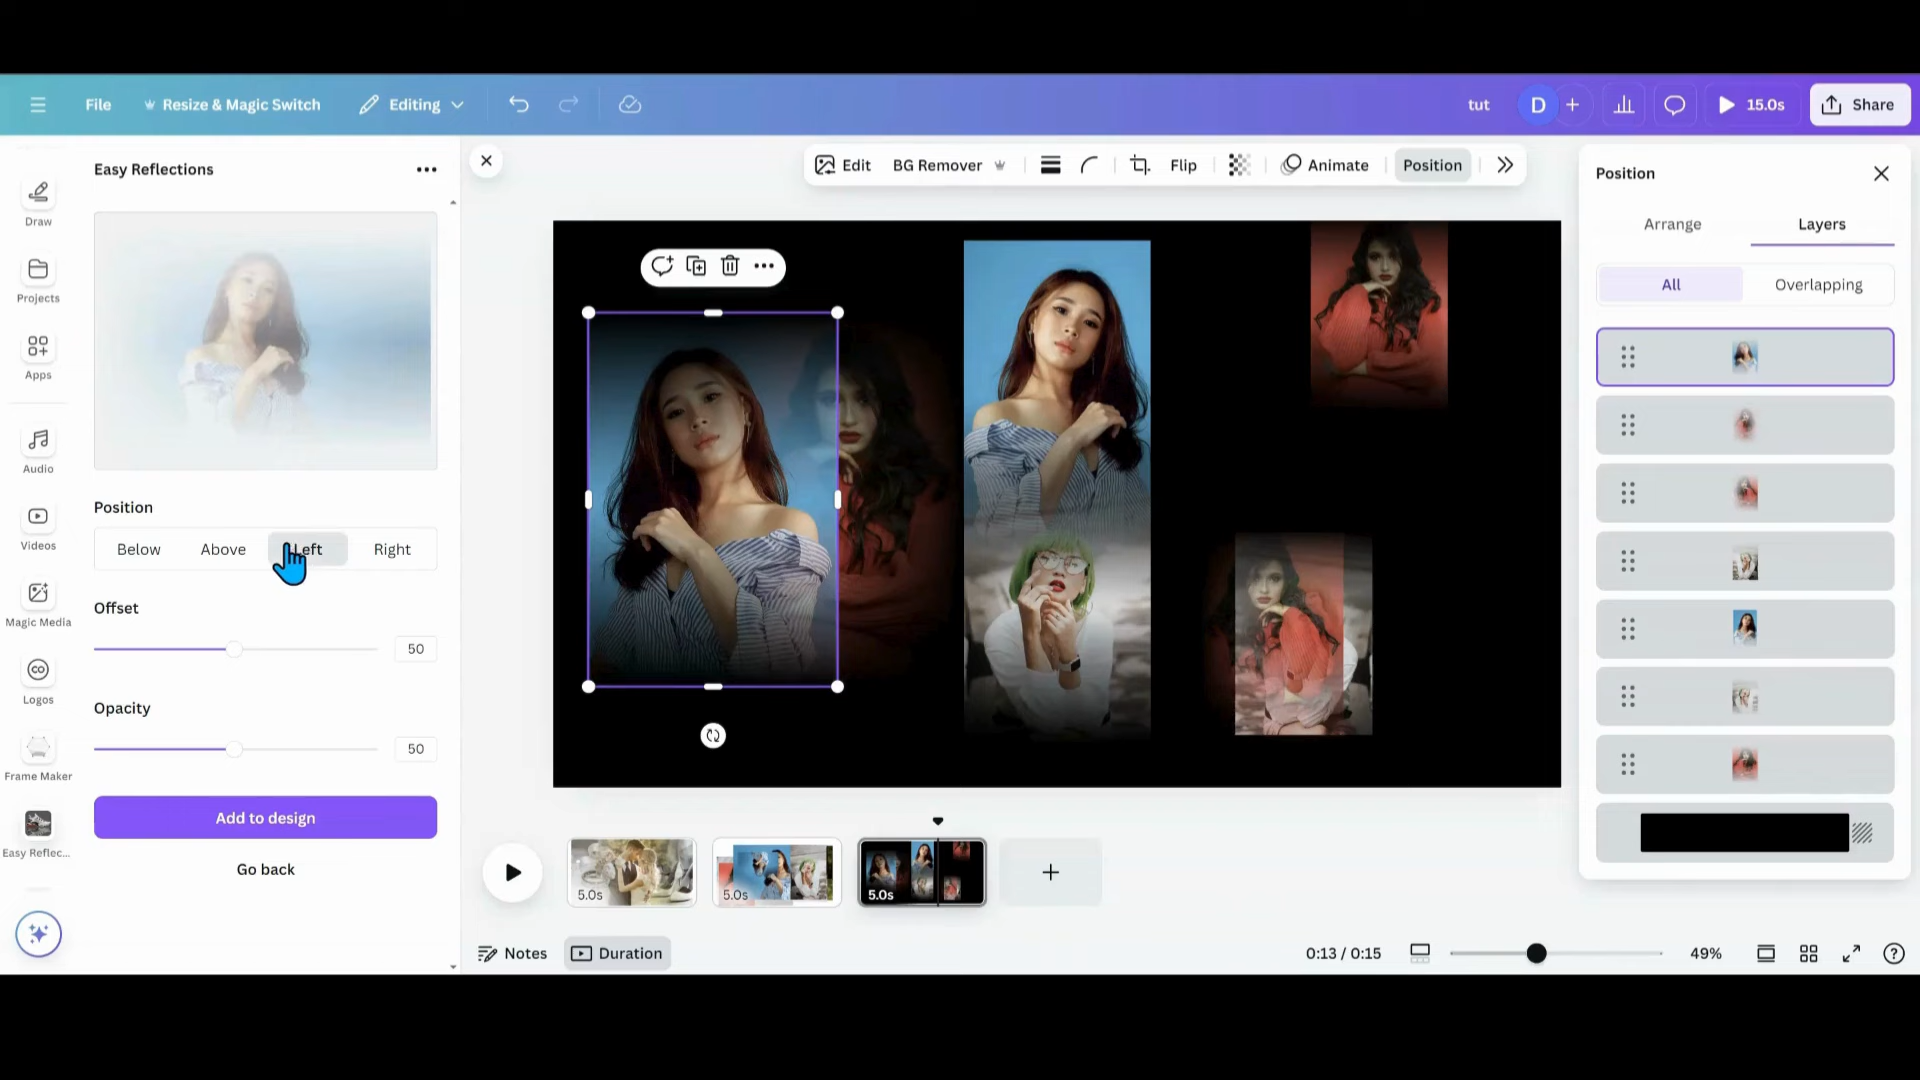 File
Resize & Magic Switch
Editing
tut
D
15.0s
Share
Easy Reflections
Edit
BG Remover
Flip
Animate
Position
Position
Arrange
Layers
All
Overlapping
Draw
Projects
Apps
Audio
Videos
Magic Media
Logos
Frame Maker
Easy Reflec...
Position
Below
Above
Left
Right
Offset
50
Opacity
50
Add to design
Go back
5.0s
5.0s
5.0s
Notes
Duration
0:13 / 0:15
49%